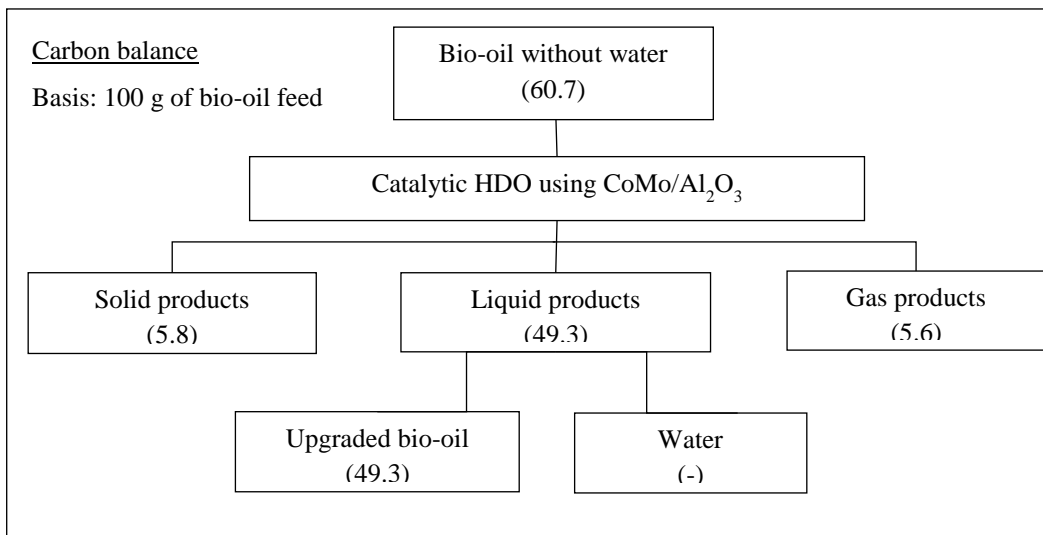 Carbon balance
Basis: 100 g of bio-oil feed
Bio-oil without water
(60.7)
Catalytic HDO using CoMo/Al₂O₃
Solid products
(5.8)
Liquid products
(49.3)
Gas products
(5.6)
Upgraded bio-oil
(49.3)
Water
(-)